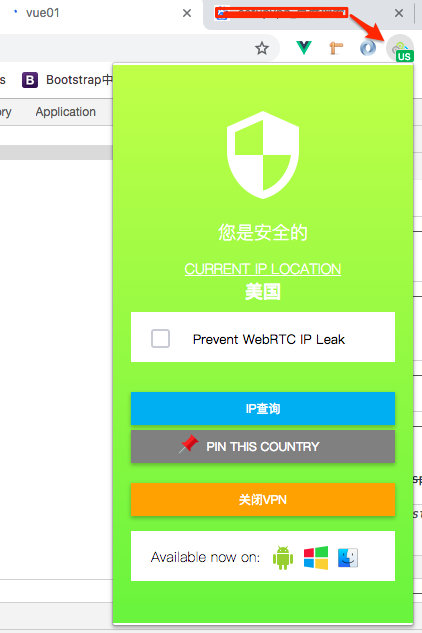 vue01
US
s
B
Bootstrap中
ry
Application
您是安全的
CURRENT IP LOCATION
美国
Prevent WebRTC IP Leak
IP查询
PIN THIS COUNTRY
关闭VPN
Available now on: